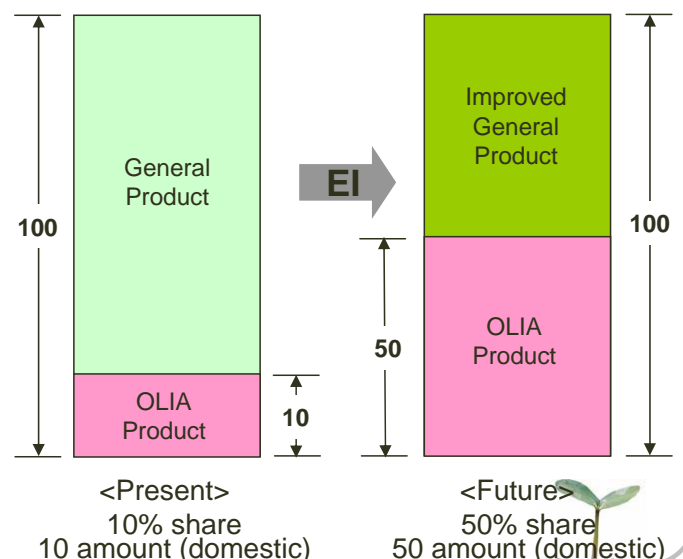 General
Product
100
OLIA
Product
10
<Present>
10% share
10 amount (domestic)
EI
Improved
General
Product
100
50
OLIA
Product
<Future>
50% share
50 amount (domestic)